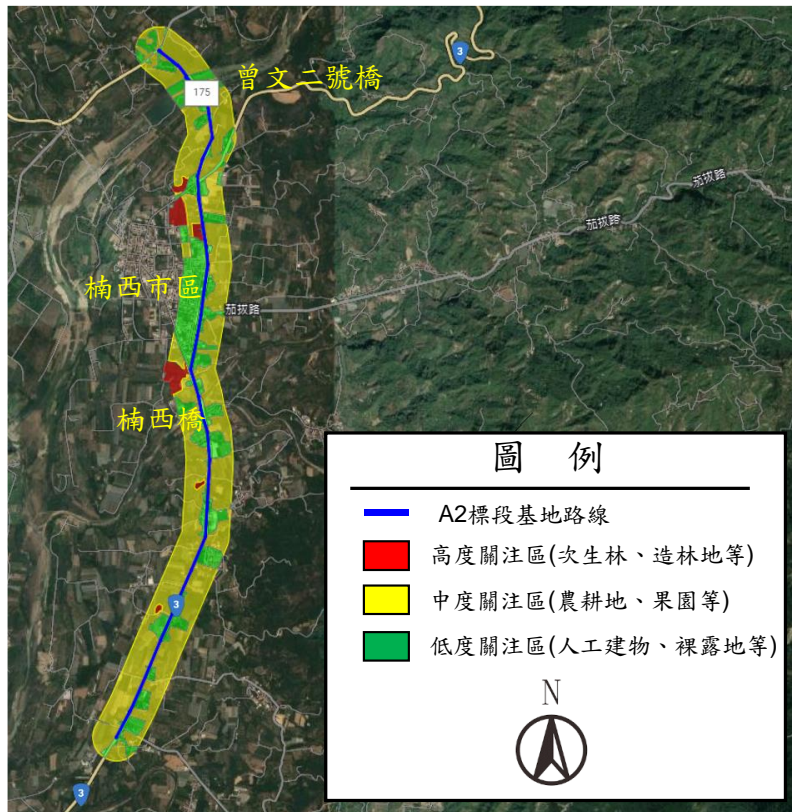 3
曾文二號橋
175
茄拔路
茄拔路
楠西市區
茄拔路
楠西橋
圖 例
A2標段基地路線
高度關注區(次生林、造林地等)
中度關注區(農耕地、果園等)
低度關注區(人工建物、裸露地等)
3
N
3